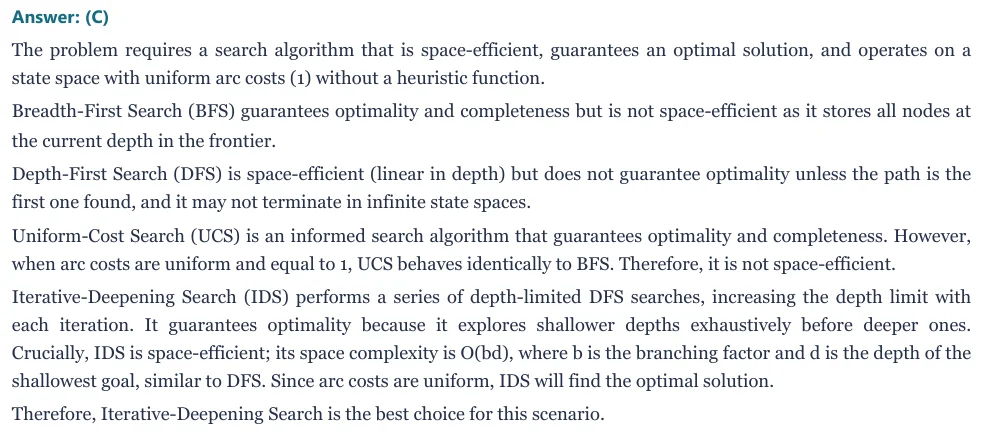 Answer: (C)
The problem requires a search algorithm that is space-efficient, guarantees an optimal solution, and operates on a
state space with uniform arc costs (1) without a heuristic function.
Breadth-First Search (BFS) guarantees optimality and completeness but is not space-efficient as it stores all nodes at
the current depth in the frontier.
Depth-First Search (DFS) is space-efficient (linear in depth) but does not guarantee optimality unless the path is the
first one found, and it may not terminate in infinite state spaces.
Uniform-Cost Search (UCS) is an informed search algorithm that guarantees optimality and completeness. However,
when arc costs are uniform and equal to 1, UCS behaves identically to BFS. Therefore, it is not space-efficient.
Iterative-Deepening Search (IDS) performs a series of depth-limited DFS searches, increasing the depth limit with
each iteration. It guarantees optimality because it explores shallower depths exhaustively before deeper ones.
Crucially, IDS is space-efficient; its space complexity is O(bd), where b is the branching factor and d is the depth of the
shallowest goal, similar to DFS. Since arc costs are uniform, IDS will find the optimal solution.
Therefore, Iterative-Deepening Search is the best choice for this scenario.